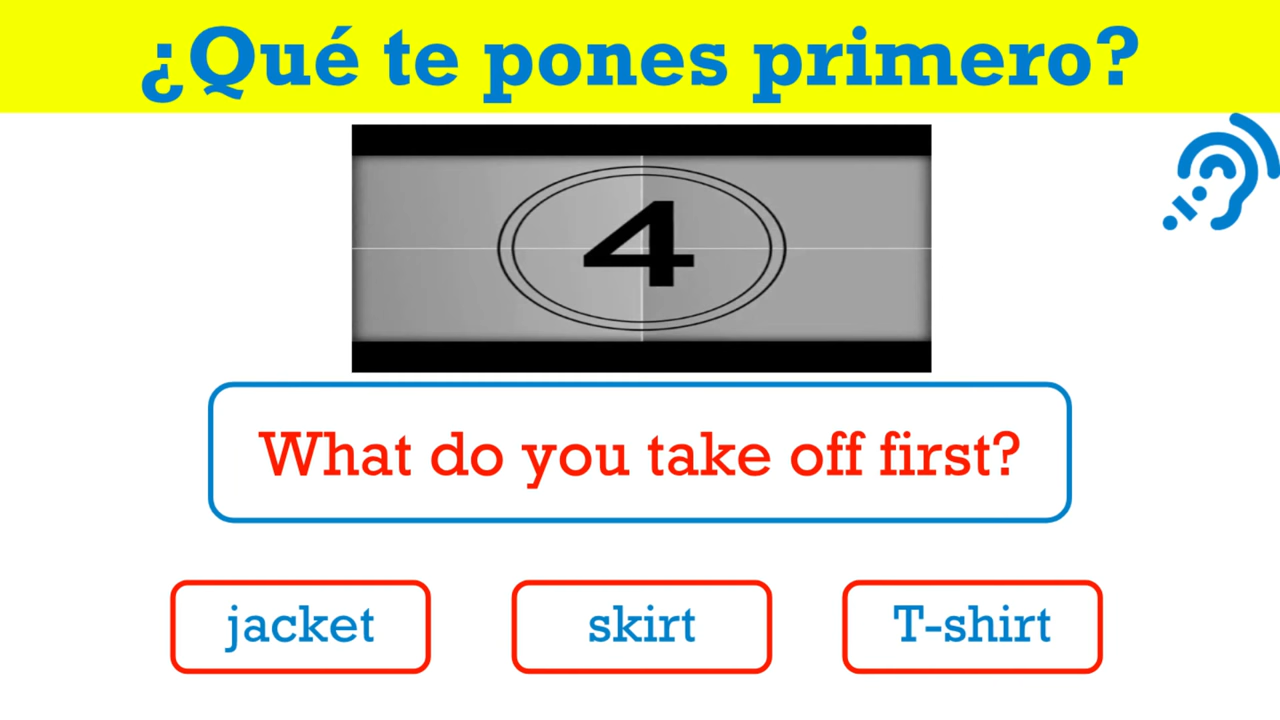 ¿Qué te pones primero?
4
What do you take off first?
jacket
skirt
T-shirt